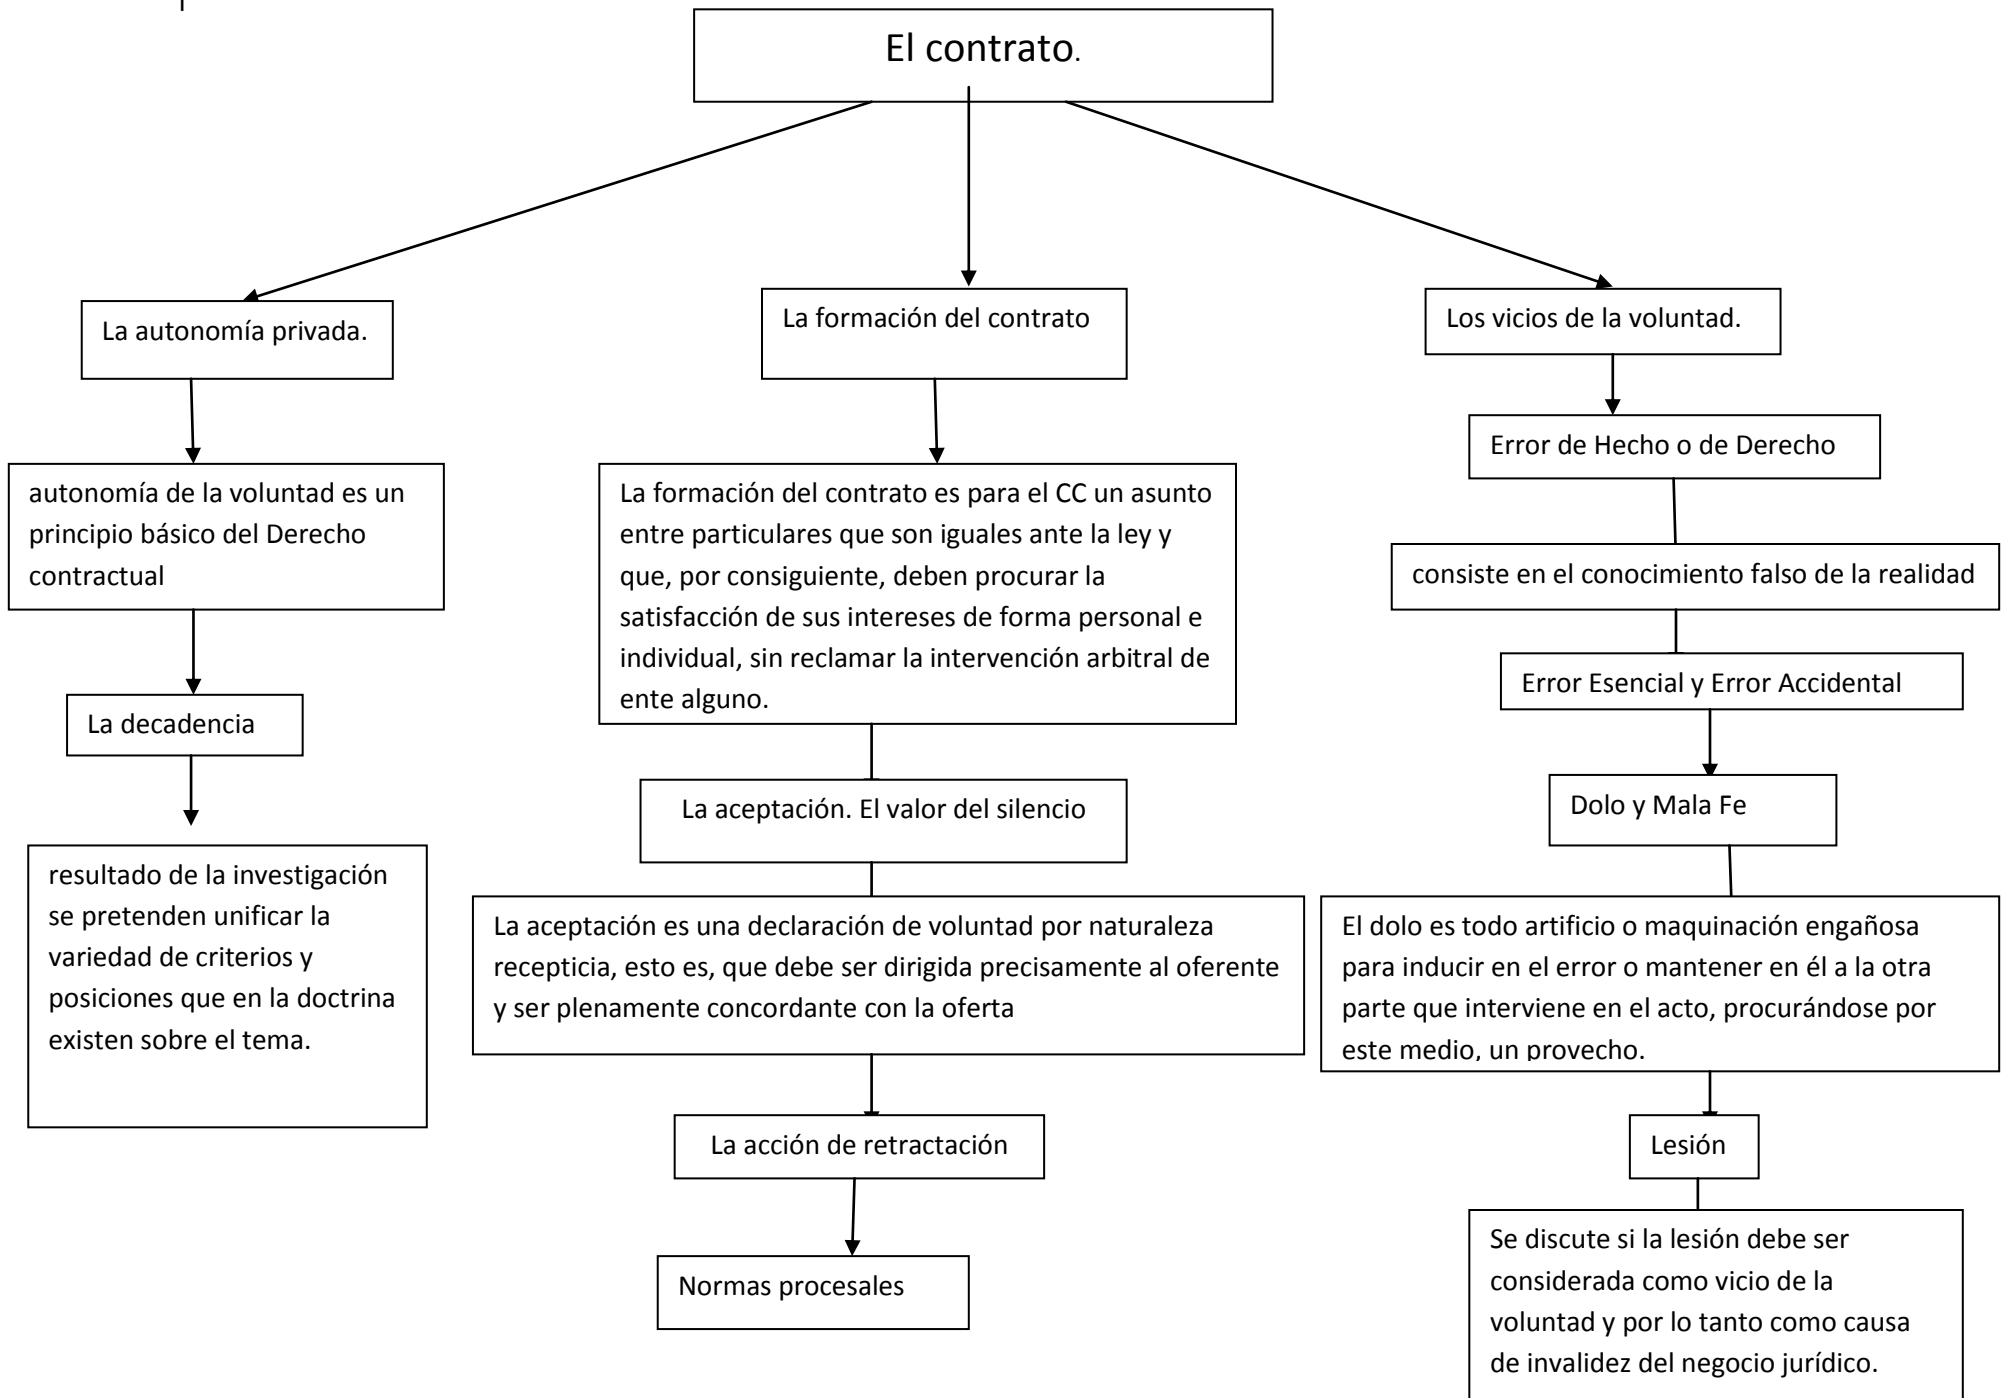 El contrato.
La autonomía privada.
autonomía de la voluntad es un
principio básico del Derecho
contractual
La decadencia
resultado de la investigación
se pretenden unificar la
variedad de criterios y
posiciones que en la doctrina
existen sobre el tema.
La formación del contrato
La formación del contrato es para el CC un asunto
entre particulares que son iguales ante la ley y
que, por consiguiente, deben procurar la
satisfacción de sus intereses de forma personal e
individual, sin reclamar la intervención arbitral de
ente alguno.
La aceptación. El valor del silencio
La aceptación es una declaración de voluntad por naturaleza
recepticia, esto es, que debe ser dirigida precisamente al oferente
y ser plenamente concordante con la oferta
La acción de retractación
Normas procesales
Los vicios de la voluntad.
Error de Hecho o de Derecho
consiste en el conocimiento falso de la realidad
Error Esencial y Error Accidental
Dolo y Mala Fe
El dolo es todo artificio o maquinación engañosa
para inducir en el error o mantener en él a la otra
parte que interviene en el acto, procurándose por
este medio, un provecho.
Lesión
Se discute si la lesión debe ser
considerada como vicio de la
voluntad y por lo tanto como causa
de invalidez del negocio jurídico.